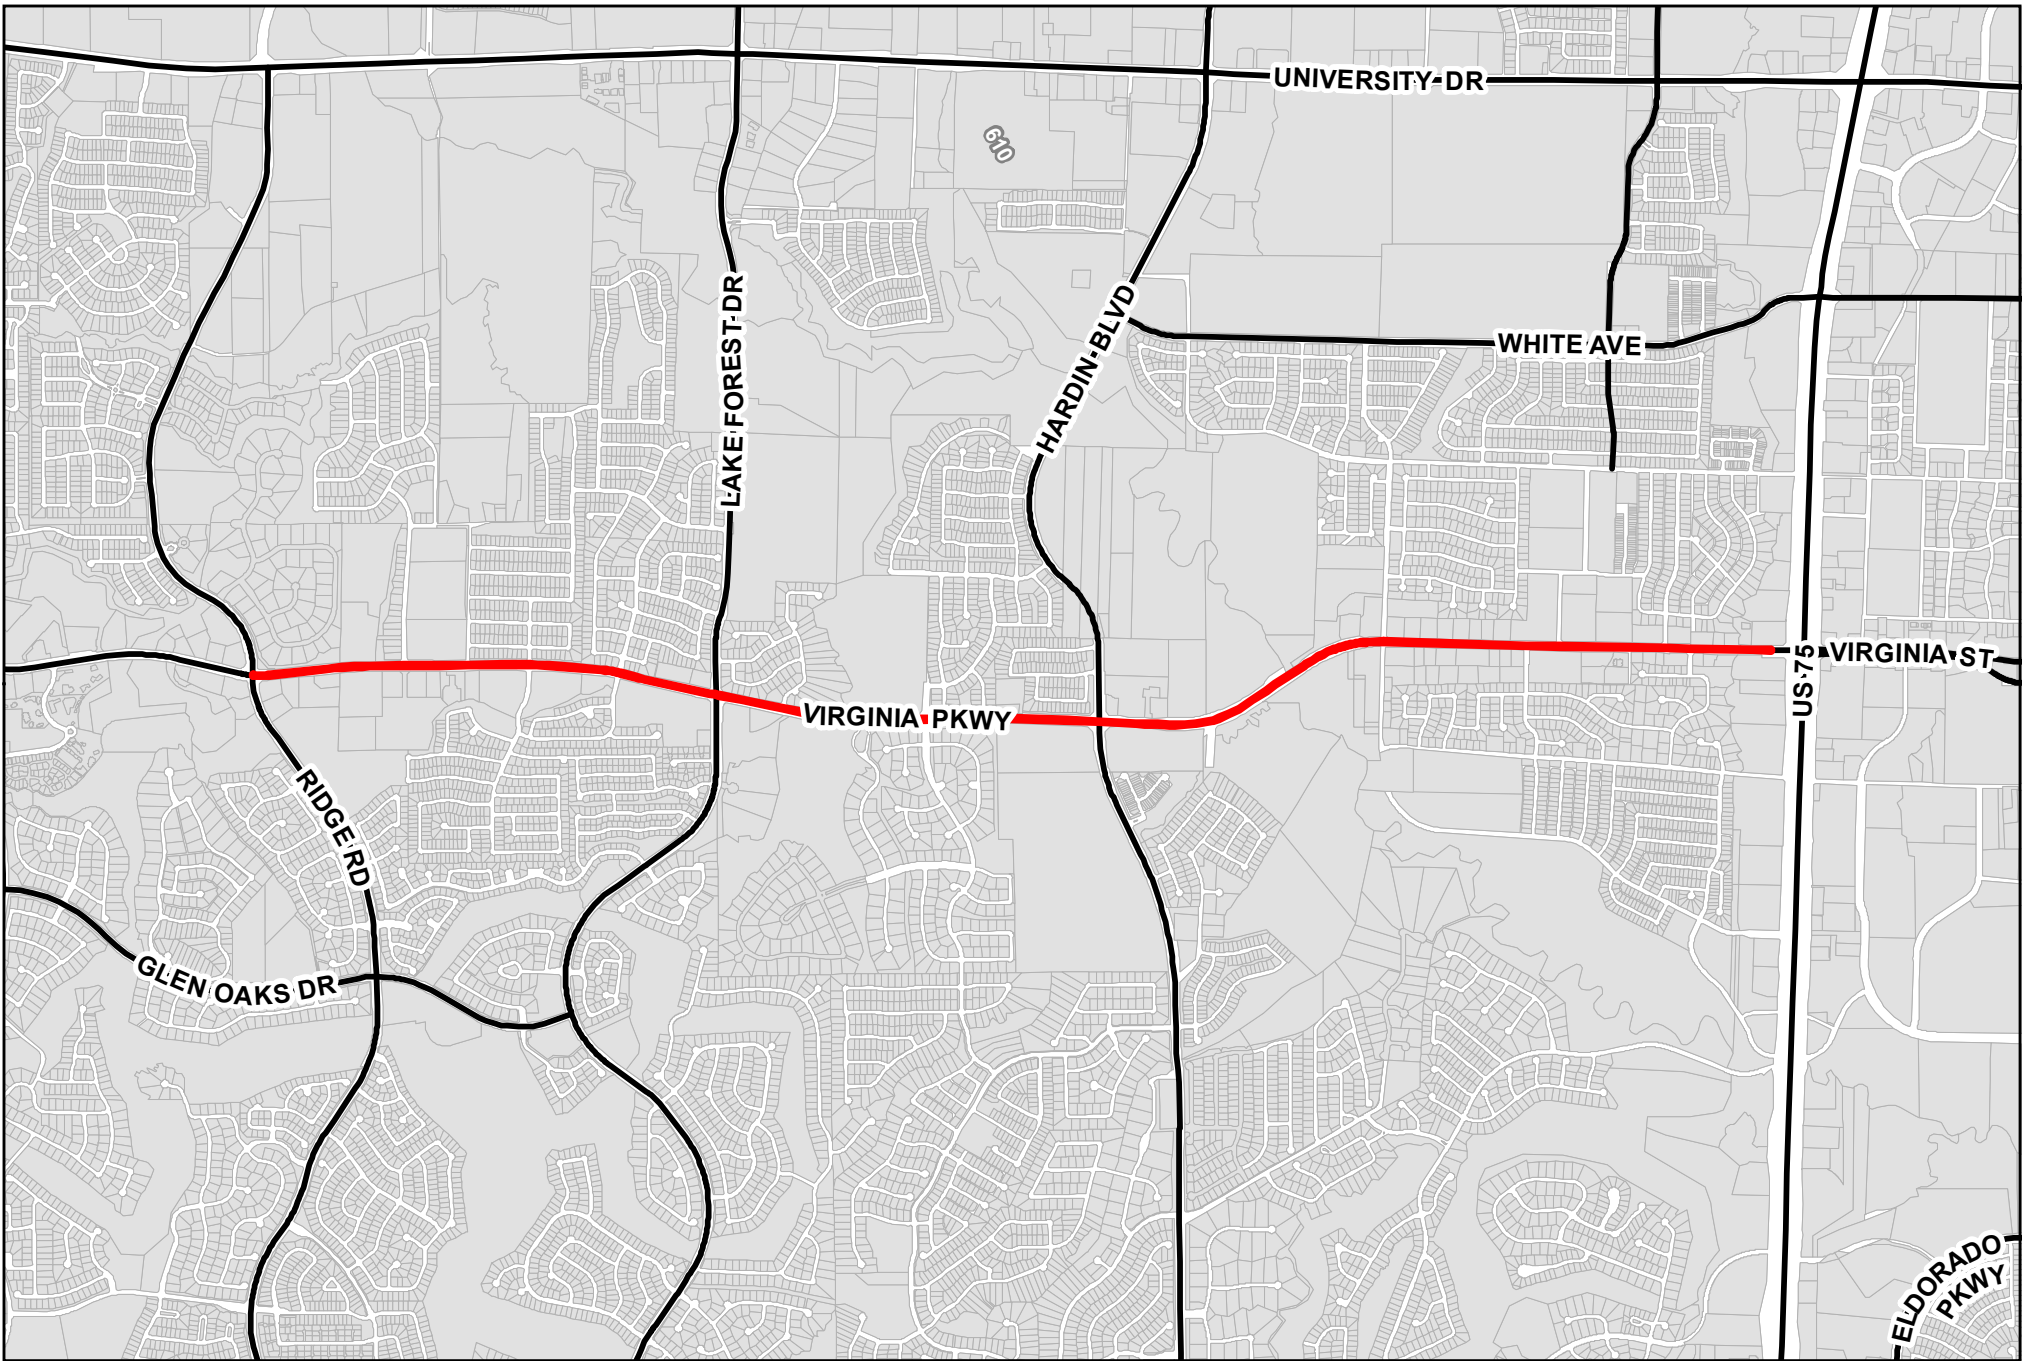 UNIVERSITY DR
610
LAKE FOREST DR
HARDIN BLVD
WHITE AVE
US 75
VIRGINIA ST
VIRGINIA PKWY
RIDGE RD
GLEN OAKS DR
ELDORADO
PKWY